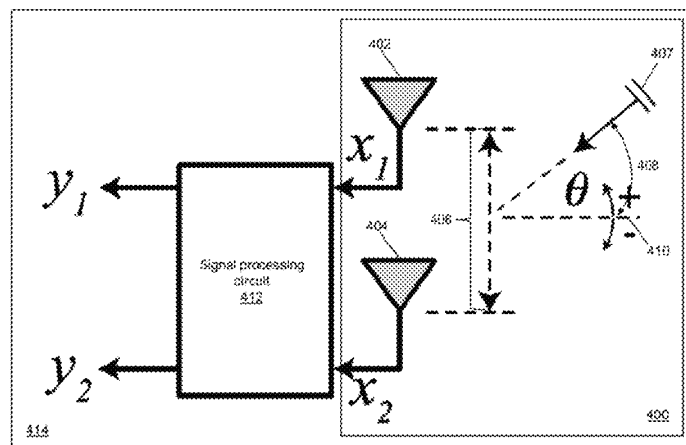 402
407
x1
408
y1
406
θ
+
-
404
410
Signal processing
circuit
412
y2
x2
414
400